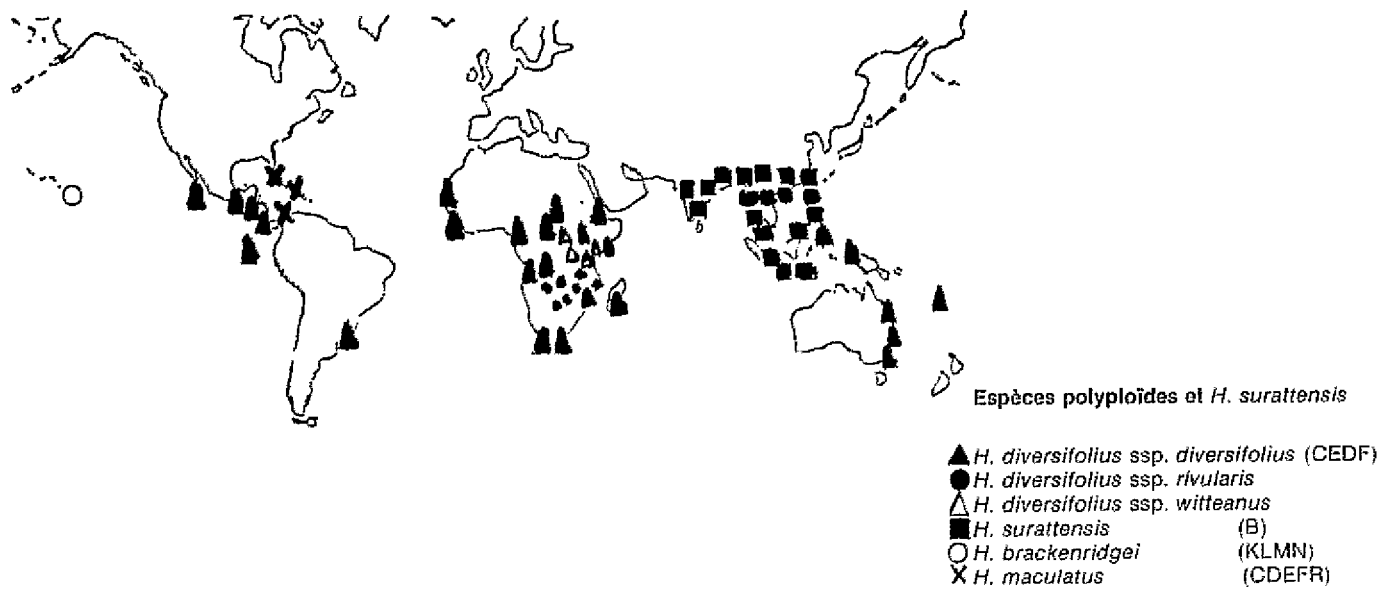 Espèces polyploïdes et H. surattensis
H. diversifolius ssp. diversifolius (CEDF)
H. diversifolius ssp. rivularis
H. diversifolius ssp. witteanus
H. surattensis (B)
H. brackenridgei (KLMN)
H. maculatus (CDEFR)